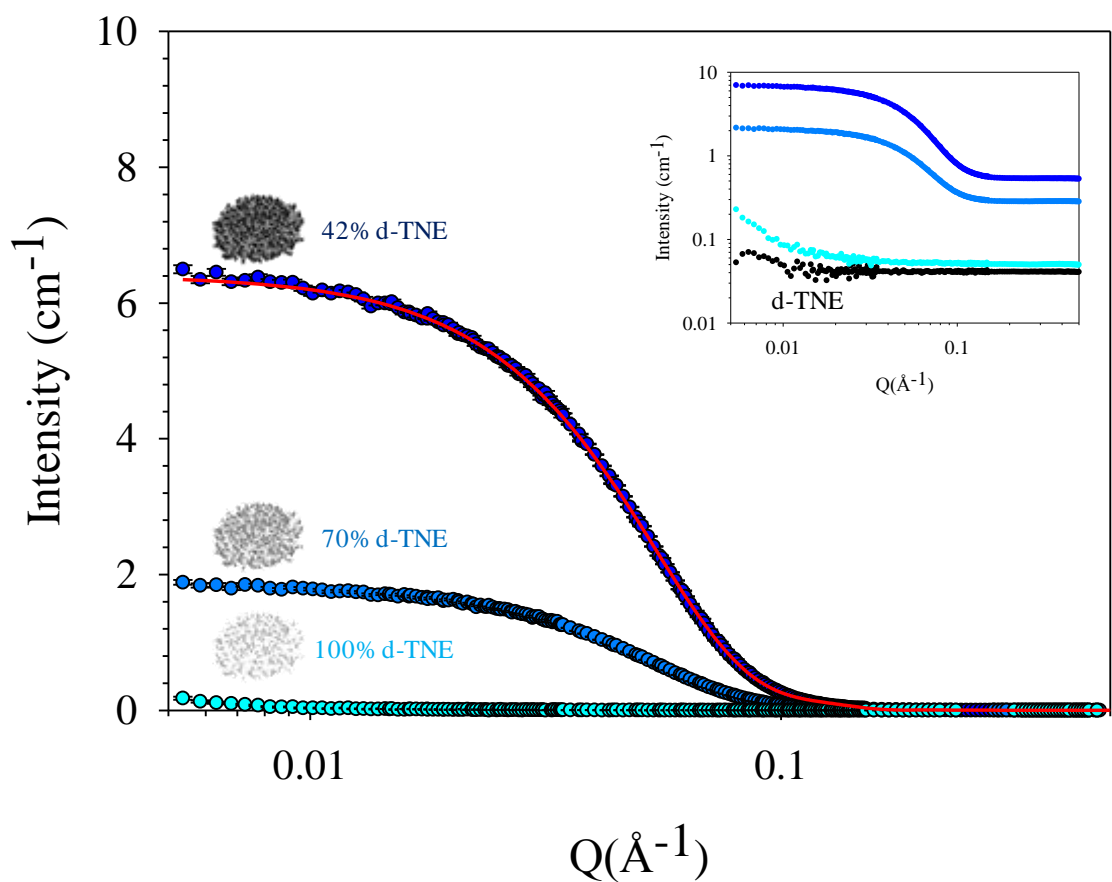 10
8
6
4
2
0
Intensity (cm⁻¹)
42% d-TNE
70% d-TNE
100% d-TNE
0.01
0.1
Q(Å⁻¹)
10
1
0.1
0.01
Intensity (cm⁻¹)
d-TNE
0.01
0.1
Q(Å⁻¹)